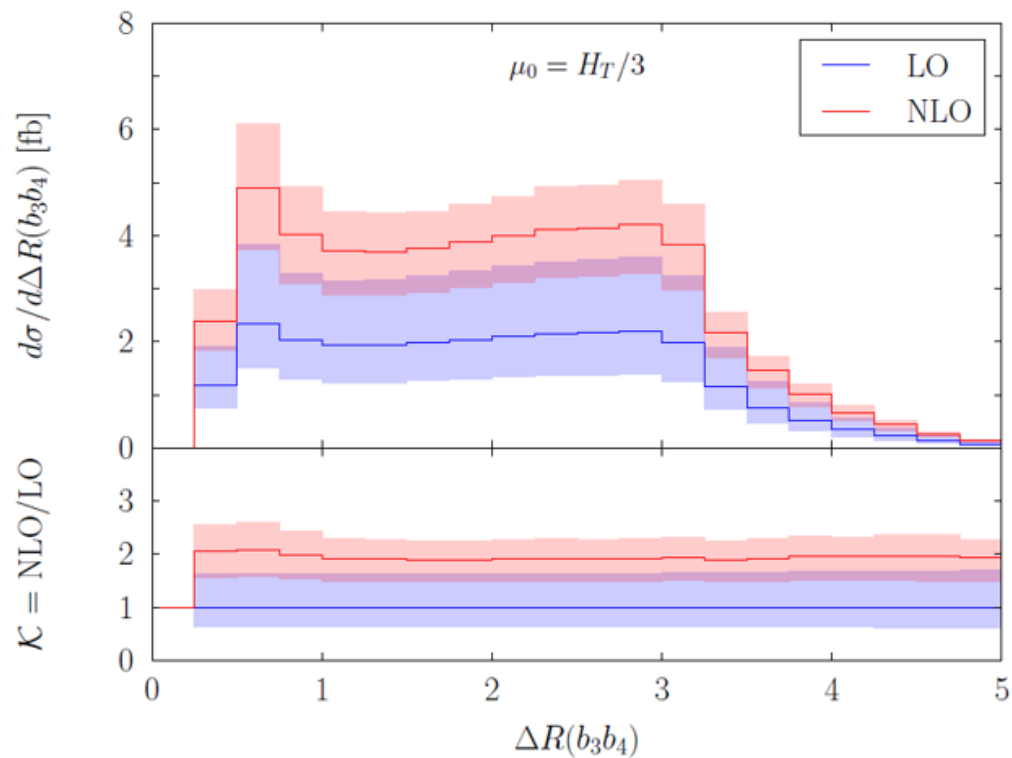 μ₀ = H_T/3
LO
NLO
dσ/dΔR(b₃b₄) [fb]
8
6
4
2
0
𝒦 = NLO/LO
3
2
1
0
0 1 2 3 4 5
ΔR(b₃b₄)